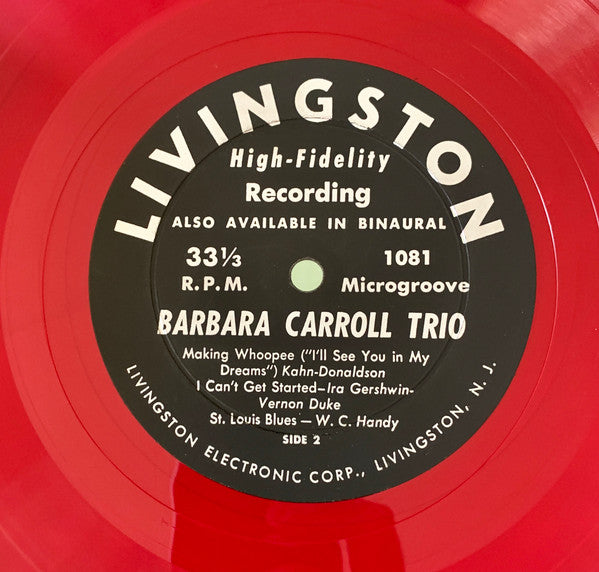 LIVINGSTON
High-Fidelity
Recording
ALSO AVAILABLE IN BINAURAL
33⅓
R.P.M.
1081
Microgroove
BARBARA CARROLL TRIO
Making Whoopee ("I'll See You in My
Dreams") Kahn-Donaldson
I Can't Get Started—Ira Gershwin-
Vernon Duke
St. Louis Blues — W. C. Handy
SIDE 2
LIVINGSTON ELECTRONIC CORP., LIVINGSTON, N. J.